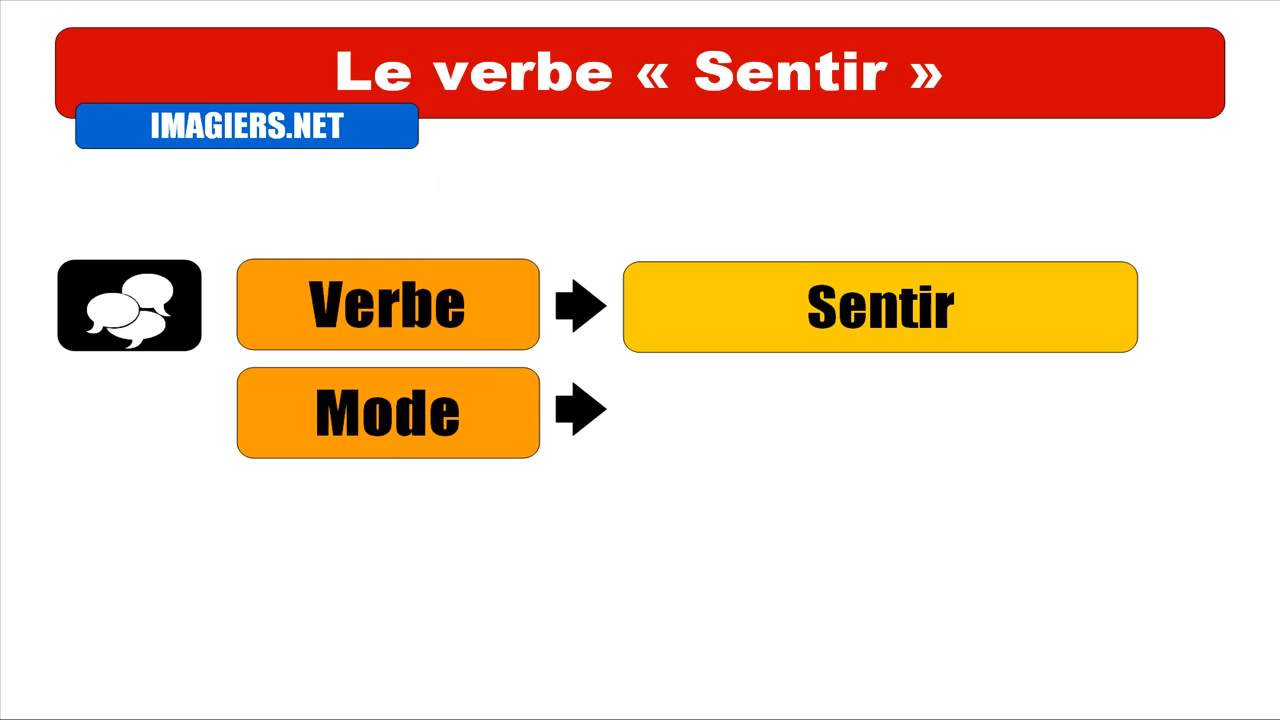 Le verbe « Sentir »
IMAGIERS.NET
Verbe
Sentir
Mode